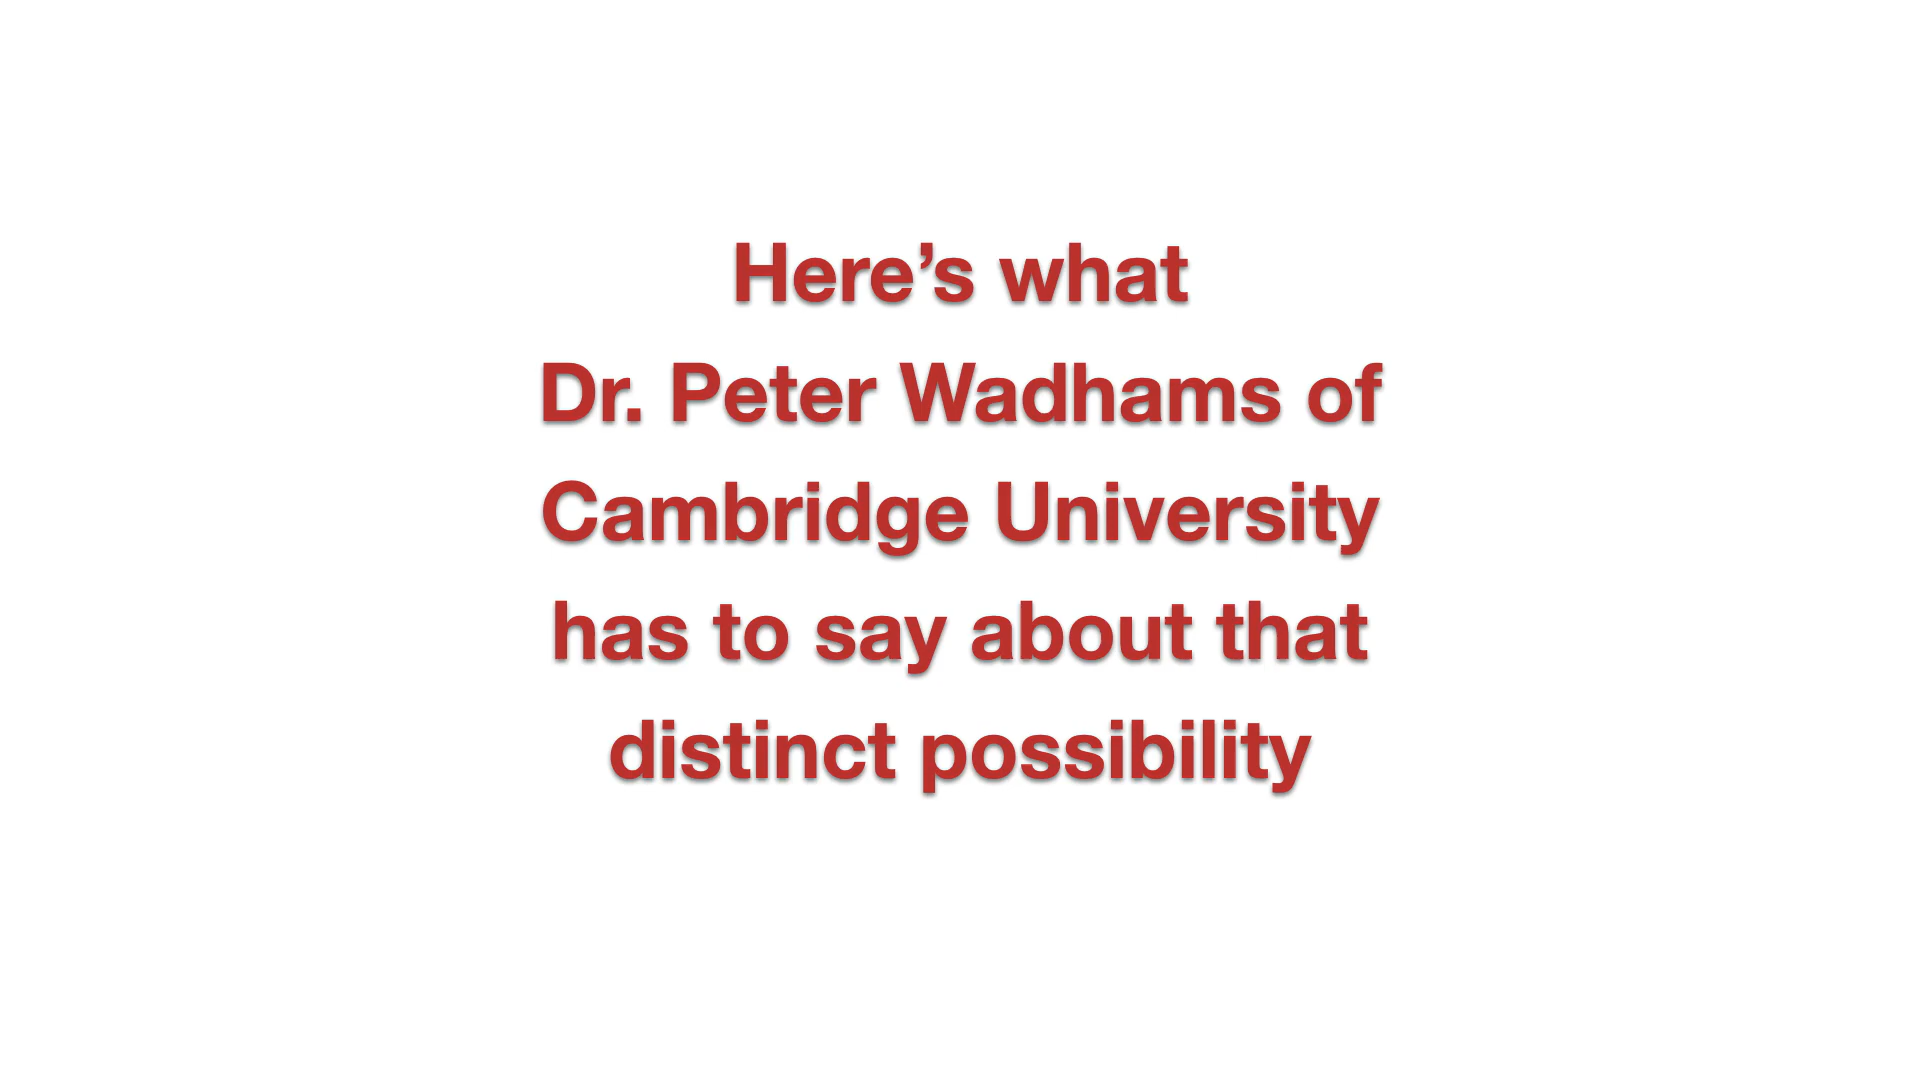 Here’s what
Dr. Peter Wadhams of
Cambridge University
has to say about that
distinct possibility